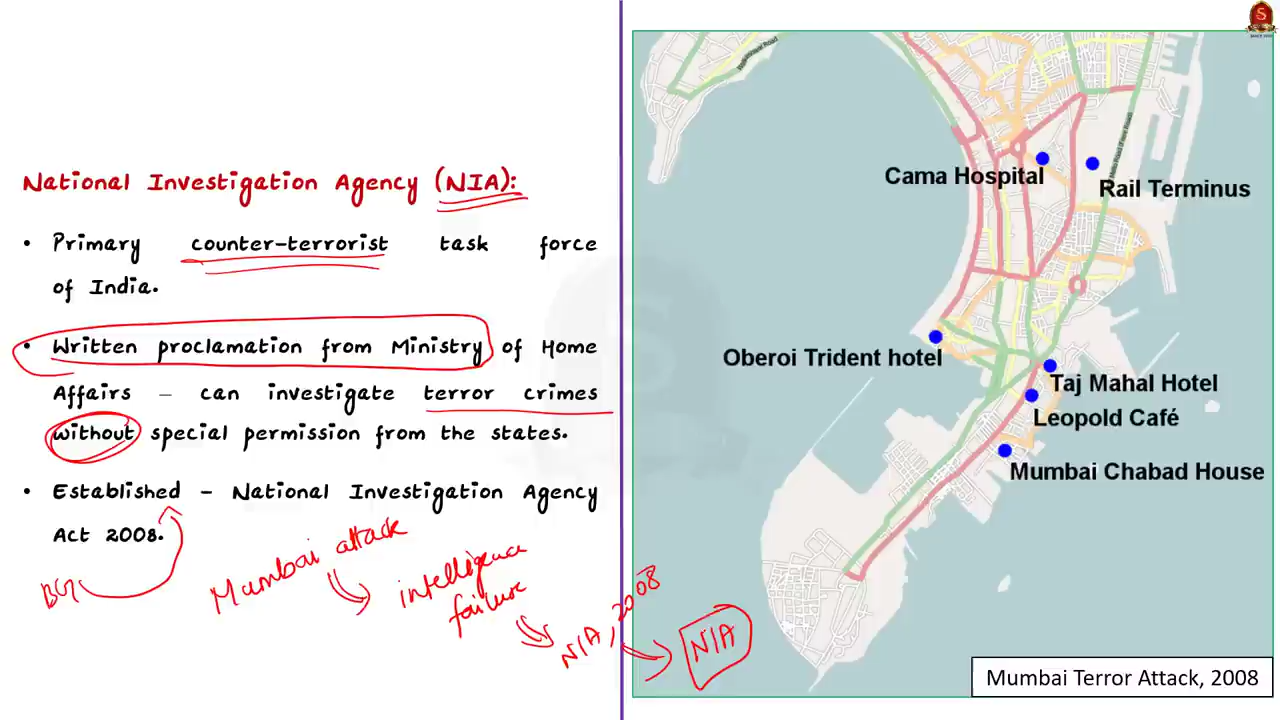 National Investigation Agency (NIA):
• Primary counter-terrorist task force
of India.
• Written proclamation from Ministry of Home
Affairs – can investigate terror crimes
without special permission from the states.
• Established – National Investigation Agency
Act 2008.
Mumbai attack
intelligence
failure
NIA, 2008
NIA
Cama Hospital
Rail Terminus
Oberoi Trident hotel
Taj Mahal Hotel
Leopold Café
Mumbai Chabad House
Mumbai Terror Attack, 2008